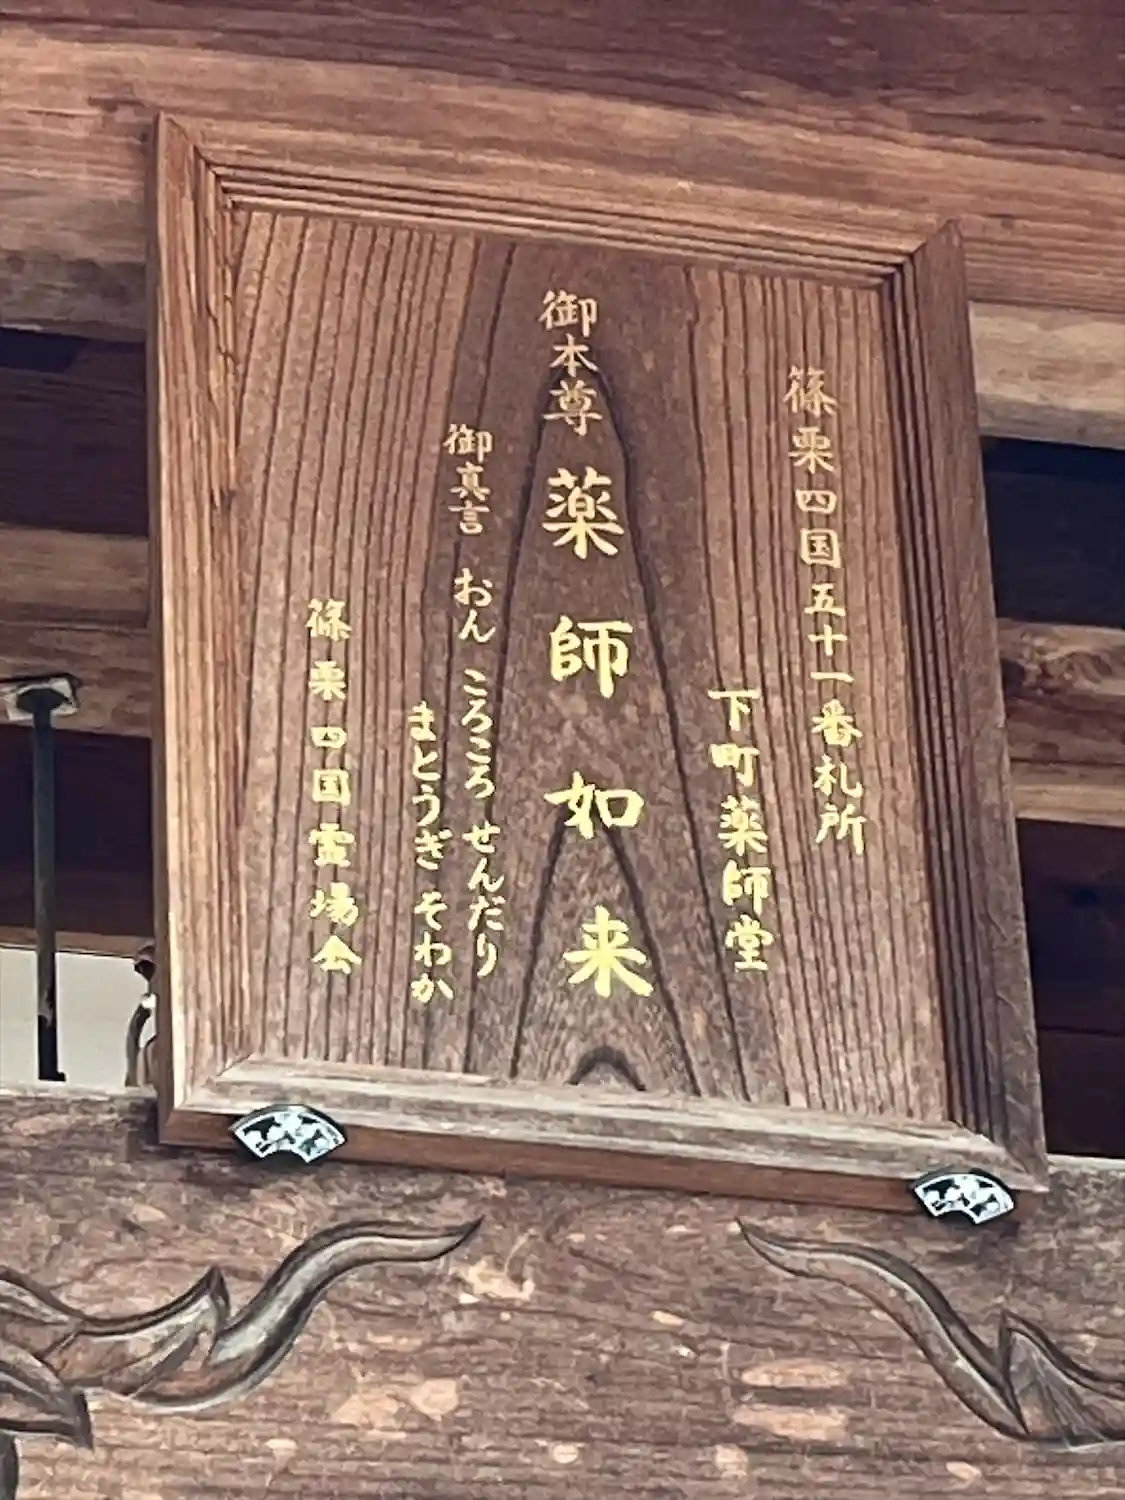 篠栗四国五十一番札所
下町薬師堂
御本尊 薬師如来
御真言 おん ころころ せんだり
まとうぎ そわか
篠栗四国霊場会